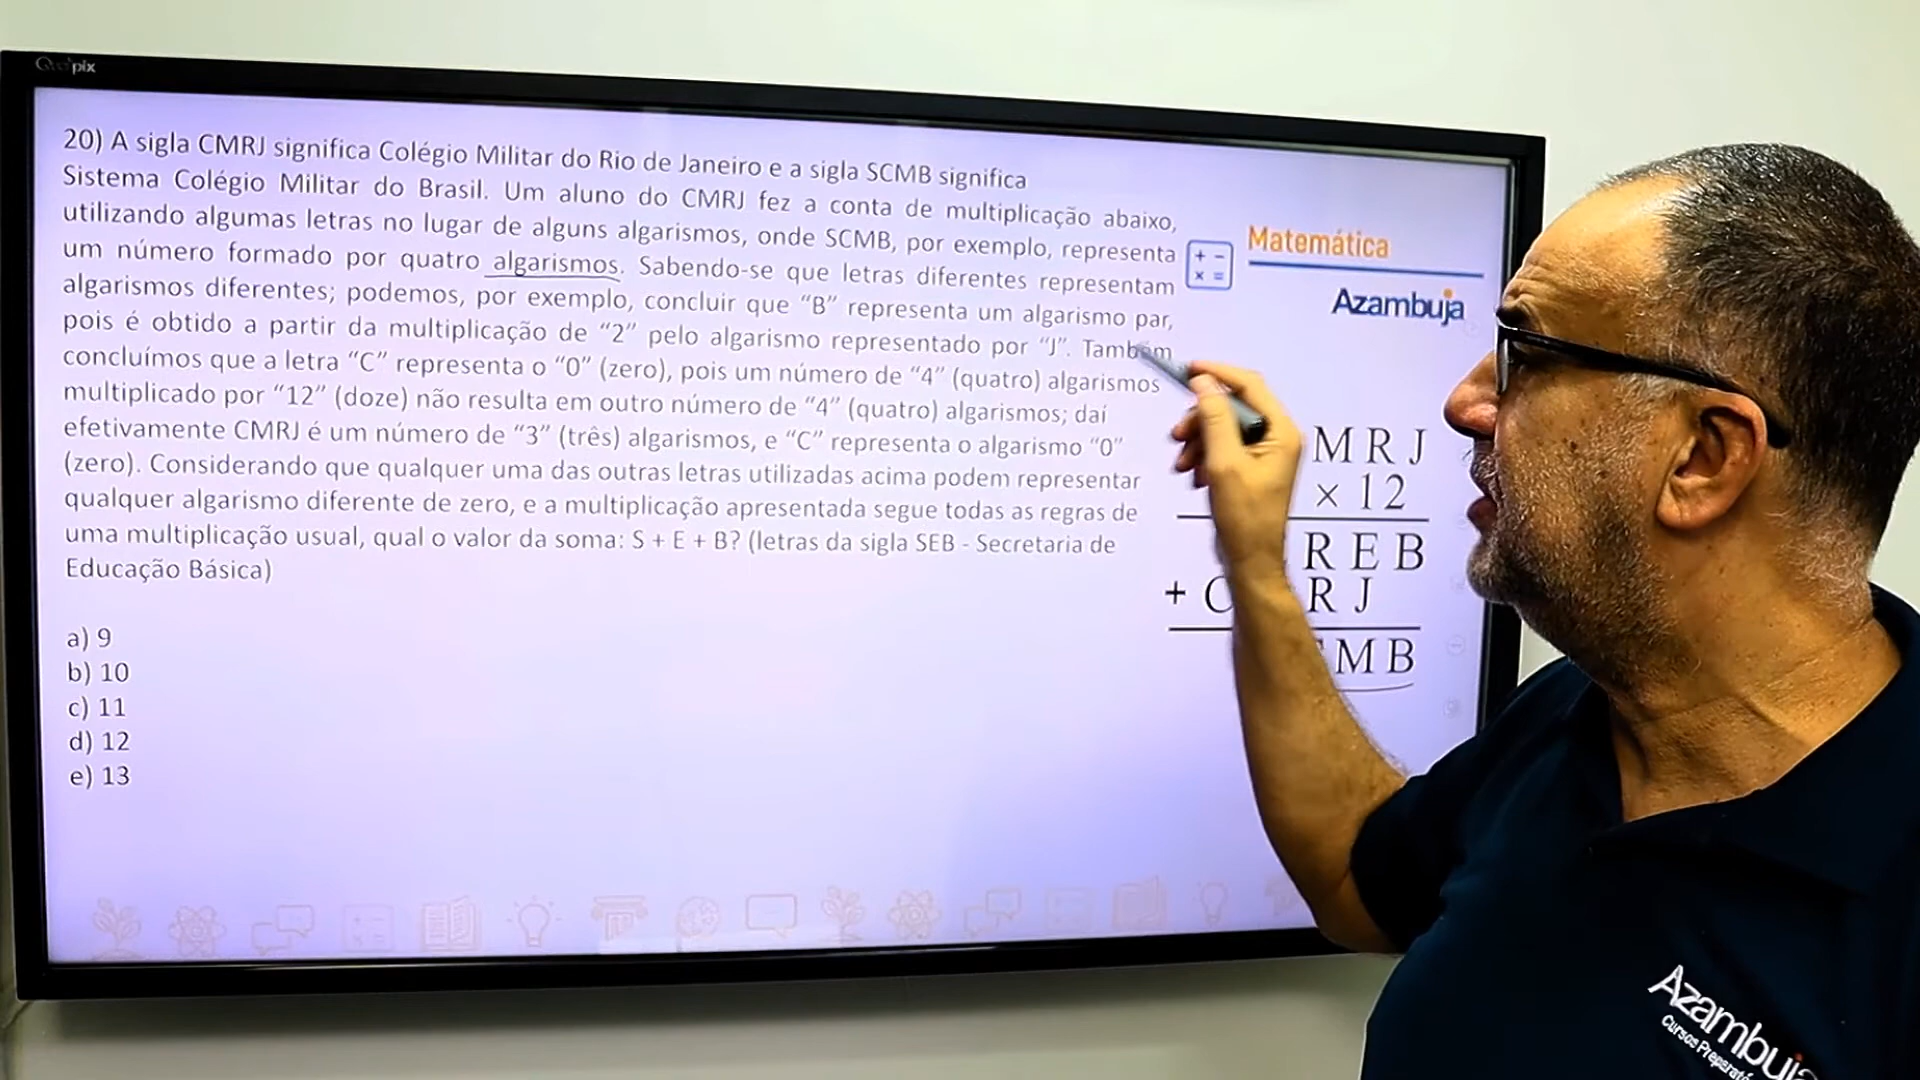 20) A sigla CMRJ significa Colégio Militar do Rio de Janeiro e a sigla SCMB significa
Sistema Colégio Militar do Brasil. Um aluno do CMRJ fez a conta de multiplicação abaixo,
utilizando algumas letras no lugar de alguns algarismos, onde SCMB, por exemplo, representa
um número formado por quatro algarismos. Sabendo-se que letras diferentes representam
algarismos diferentes; podemos, por exemplo, concluir que “B” representa um algarismo par,
pois é obtido a partir da multiplicação de “2” pelo algarismo representado por “J”. Também
concluímos que a letra “C” representa o “0” (zero), pois um número de “4” (quatro) algarismos
multiplicado por “12” (doze) não resulta em outro número de “4” (quatro) algarismos; daí
efetivamente CMRJ é um número de “3” (três) algarismos, e “C” representa o algarismo “0”
(zero). Considerando que qualquer uma das outras letras utilizadas acima podem representar
qualquer algarismo diferente de zero, e a multiplicação apresentada segue todas as regras de
uma multiplicação usual, qual o valor da soma: S + E + B? (letras da sigla SEB - Secretaria de
Educação Básica)
a) 9
b) 10
c) 11
d) 12
e) 13
+ −
× =
Matemática
Azambuja
M R J
× 12
R E B
+ C R J
M B
Azambuja
Cursos